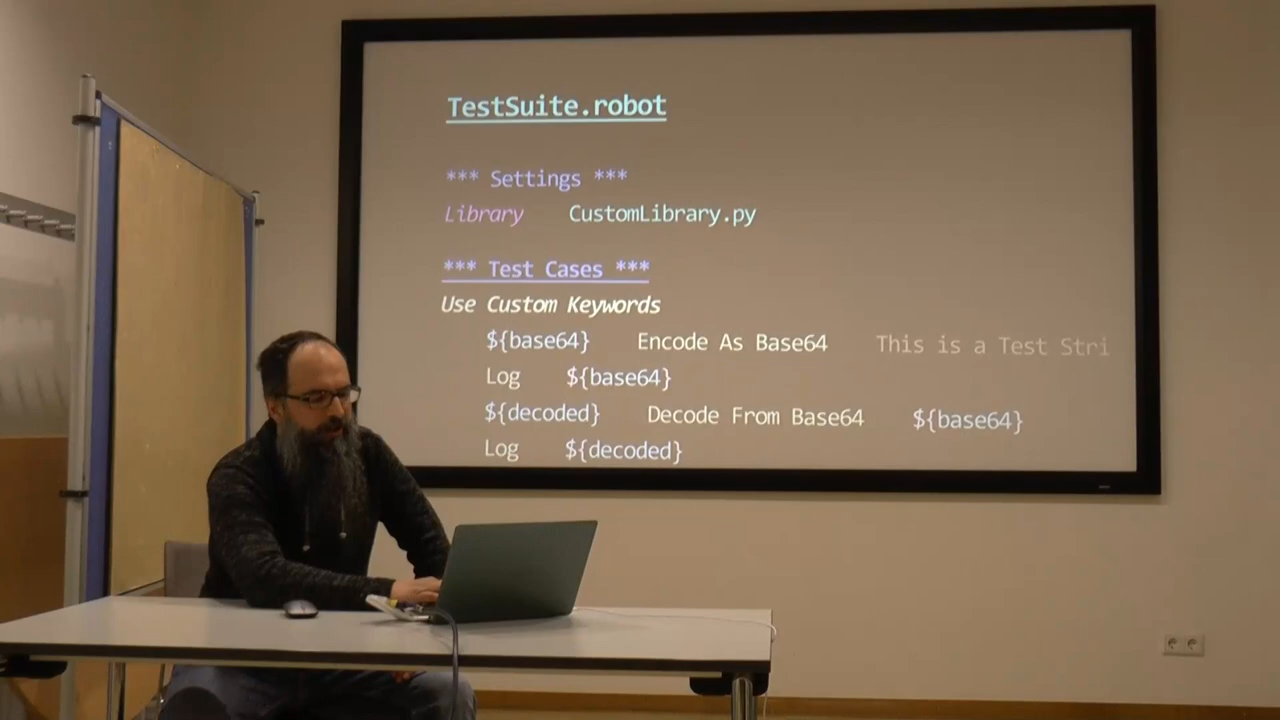 TestSuite.robot
*** Settings ***
Library    CustomLibrary.py
*** Test Cases ***
Use Custom Keywords
${base64}    Encode As Base64    This is a Test Stri
Log    ${base64}
${decoded}    Decode From Base64    ${base64}
Log    ${decoded}